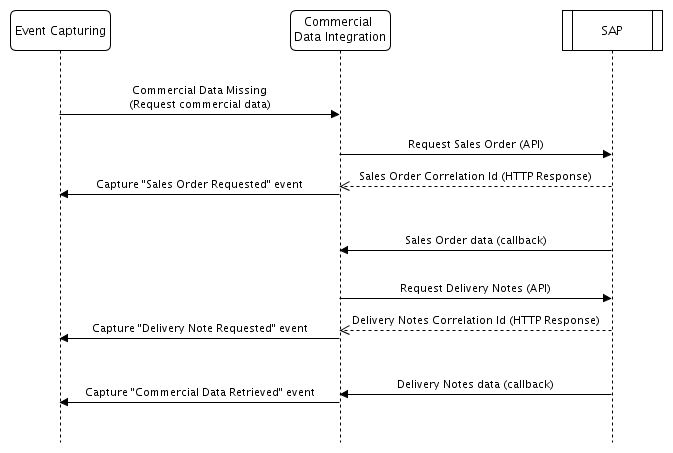 Event Capturing
Commercial
Data Integration
SAP
Commercial Data Missing
(Request commercial data)
Request Sales Order (API)
Sales Order Correlation Id (HTTP Response)
Capture "Sales Order Requested" event
Sales Order data (callback)
Request Delivery Notes (API)
Delivery Notes Correlation Id (HTTP Response)
Capture "Delivery Note Requested" event
Delivery Notes data (callback)
Capture "Commercial Data Retrieved" event